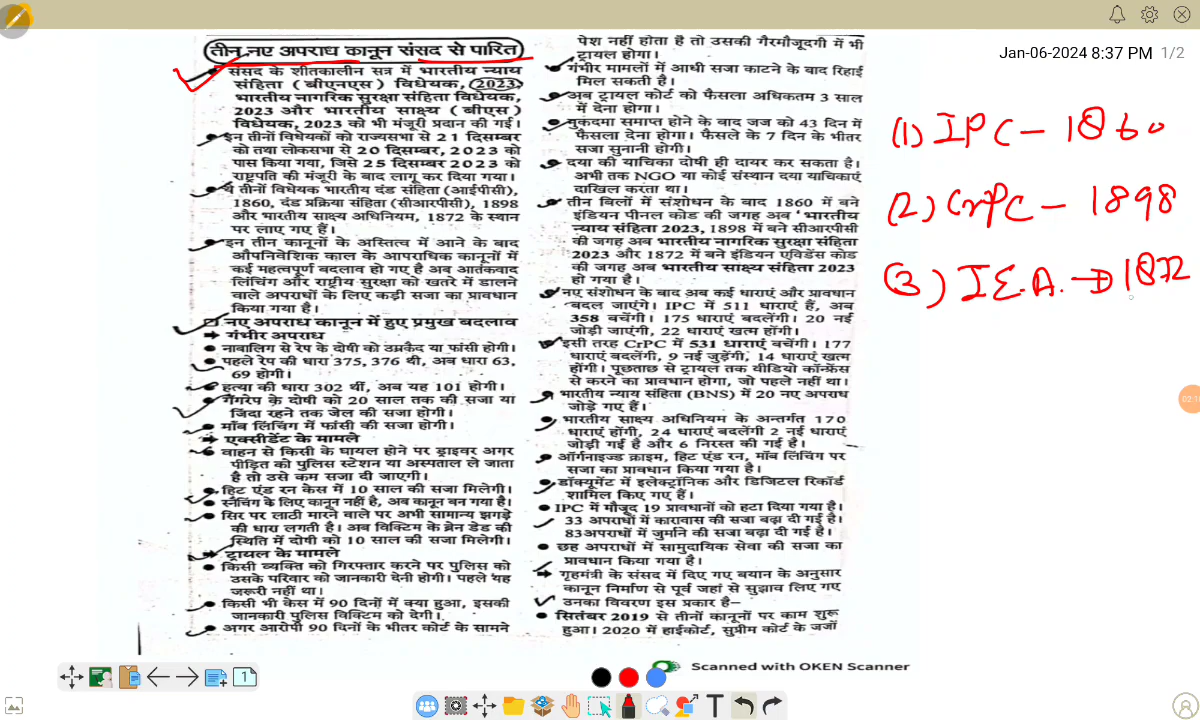 Jan-06-2024 8:37 PM 1/2
तीन नए अपराध कानून संसद से पारित
● संसद के शीतकालीन सत्र में भारतीय न्याय
संहिता (बीएनएस) विधेयक, 2023,
भारतीय नागरिक सुरक्षा संहिता विधेयक,
2023 और भारतीय साक्ष्य (बीएस)
विधेयक, 2023 को भी मंजूरी प्रदान की गई।
● इन तीनों विधेयकों को राज्यसभा से 21 दिसम्बर
को तथा लोकसभा से 20 दिसम्बर, 2023 को
पास किया गया, जिसे 25 दिसम्बर 2023 को
राष्ट्रपति की मंजूरी के बाद लागू कर दिया गया।
● ये तीनों विधेयक भारतीय दंड संहिता (आईपीसी),
1860, दंड प्रक्रिया संहिता (सीआरपीसी), 1898
और भारतीय साक्ष्य अधिनियम, 1872 के स्थान
पर लाए गए हैं।
● इन तीन कानूनों के अस्तित्व में आने के बाद
औपनिवेशिक काल के आपराधिक कानूनों में
कई महत्वपूर्ण बदलाव हो गए है अब आतंकवाद
लिंचिंग और राष्ट्रीय सुरक्षा को खतरे में डालने
वाले अपराधों के लिए कड़ी सजा का प्रावधान
किया गया है।
❑ नए अपराध कानून में हुए प्रमुख बदलाव
➜ गंभीर अपराध
● नाबालिग से रेप के दोषी को उम्रकैद या फांसी होगी।
● पहले रेप की धारा 375, 376 थी, अब धारा 63,
69 होगी।
● हत्या की धारा 302 थीं, अब यह 101 होगी।
● गैंगरेप के दोषी को 20 साल तक की सजा या
जिंदा रहने तक जेल की सजा होगी।
● मॉब लिंचिंग में फांसी की सजा होगी।
➜ एक्सीडेंट के मामले
● वाहन से किसी के घायल होने पर ड्राइवर अगर
पीड़ित को पुलिस स्टेशन या अस्पताल ले जाता
है तो उसे कम सजा दी जाएगी।
● हिट एंड रन केस में 10 साल की सजा मिलेगी।
● स्नैचिंग के लिए कानून नहीं है, अब कानून बन गया है।
● सिर पर लाठी मारने वाले पर अभी सामान्य झगड़े
की धारा लगती है। अब विक्टिम के ब्रेन डेड की
स्थिति में दोषी को 10 साल की सजा मिलेगी।
➜ ट्रायल के मामले
● किसी व्यक्ति को गिरफ्तार करने पर पुलिस को
उसके परिवार को जानकारी देनी होगी। पहले यह
जरूरी नहीं था।
● किसी भी केस में 90 दिनों में क्या हुआ, इसकी
जानकारी पुलिस विक्टिम को देगी।
● अगर आरोपी 90 दिनों के भीतर कोर्ट के सामने
पेश नहीं होता है तो उसकी गैरमौजूदगी में भी
ट्रायल होगा।
● गंभीर मामलों में आधी सजा काटने के बाद रिहाई
मिल सकती है।
● अब ट्रायल कोर्ट को फैसला अधिकतम 3 साल
में देना होगा।
● मुकदमा समाप्त होने के बाद जज को 43 दिन में
फैसला देना होगा। फैसले के 7 दिन के भीतर
सजा सुनानी होगी।
● दया की याचिका दोषी ही दायर कर सकता है।
अभी तक NGO या कोई संस्थान दया याचिकाएं
दाखिल करता था।
● तीन बिलों में संशोधन के बाद 1860 में बने
इंडियन पीनल कोड की जगह अब 'भारतीय
न्याय संहिता 2023, 1898 में बने सीआरपीसी
की जगह अब भारतीय नागरिक सुरक्षा संहिता
2023 और 1872 में बने इंडियन एविडेंस कोड
की जगह अब भारतीय साक्ष्य संहिता 2023
हो गया है।
● नए संशोधन के बाद अब कई धाराएं और प्रावधान
बदल जाएंगे। IPC में 511 धाराएं हैं, अब
358 बचेंगी। 175 धाराएं बदलेंगी। 20 नई
जोड़ी जाएंगी, 22 धाराएं खत्म होंगी।
● इसी तरह CrPC में 531 धाराएं बचेंगी। 177
धाराएं बदलेंगी, 9 नई जुड़ेंगी, 14 धाराएं खत्म
होंगी। पूछताछ से ट्रायल तक वीडियो कॉन्फ्रेंस
से करने का प्रावधान होगा, जो पहले नहीं था।
● भारतीय न्याय संहिता (BNS) में 20 नए अपराध
जोड़े गए हैं।
● भारतीय साक्ष्य अधिनियम के अन्तर्गत 170
धाराएं होंगी, 24 धाराएं बदलेंगी 2 नई धाराएं
जोड़ी गई है और 6 निरस्त की गई है।
● ऑर्गनाइज्ड क्राइम, हिट एंड रन, मॉब लिंचिंग पर
सजा का प्रावधान किया गया है।
● डॉक्यूमेंट में इलेक्ट्रॉनिक और डिजिटल रिकॉर्ड
शामिल किए गए हैं।
● IPC में मौजूद 19 प्रावधानों को हटा दिया गया है।
33 अपराधों में कारावास की सजा बढ़ा दी गई है।
83 अपराधों में जुर्माने की सजा बढ़ा दी गई है।
● छह अपराधों में सामुदायिक सेवा की सजा का
प्रावधान किया गया है।
➜ गृहमंत्री के संसद में दिए गए बयान के अनुसार
कानून निर्माण से पूर्व जहां से सुझाव लिए गए
उनका विवरण इस प्रकार है–
● सितंबर 2019 से तीनों कानूनों पर काम शुरू
हुआ। 2020 में हाईकोर्ट, सुप्रीम कोर्ट के जजों
(1) IPC – 1860
(2) CrPC – 1898
(3) I.E.A. → 1872
Scanned with OKEN Scanner
1
T